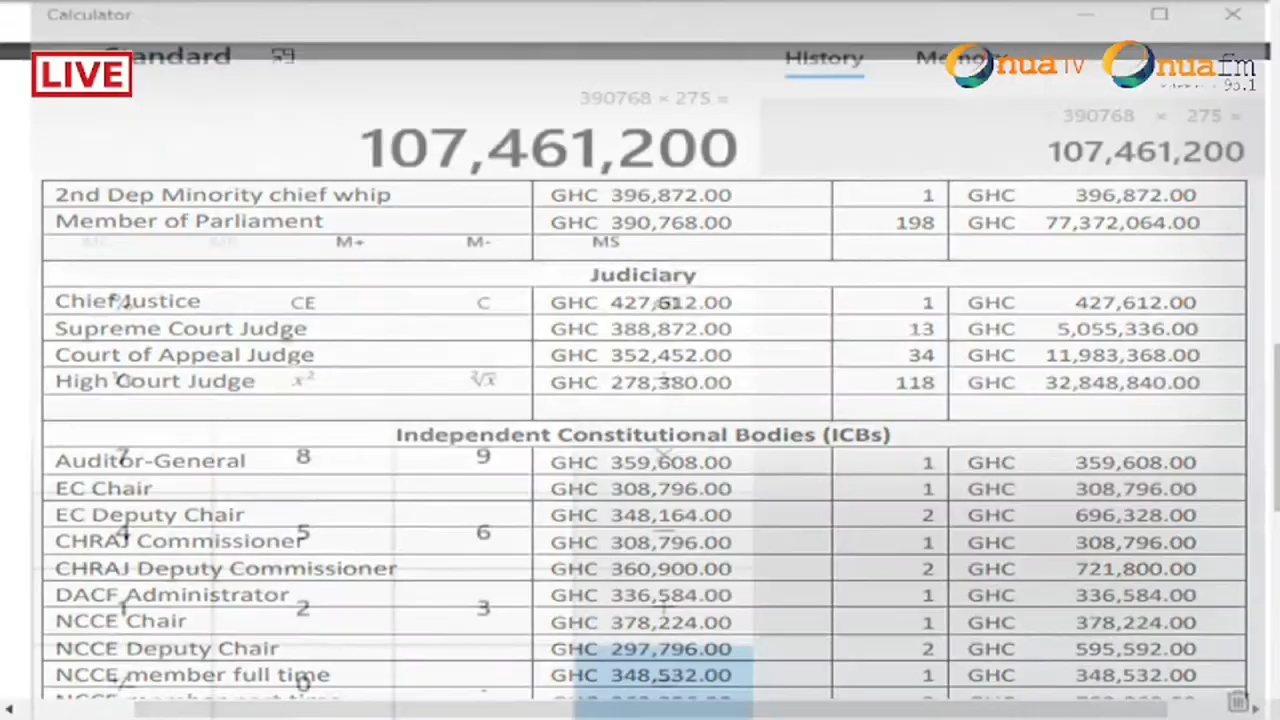 Calculator
Standard
History
LIVE
nua TV
nua fm
95.1
390768 × 275 =
390768 × 275 =
107,461,200
107,461,200
2nd Dep Minority chief whip GHC 396,872.00 1 GHC 396,872.00
Member of Parliament GHC 390,768.00 198 GHC 77,372,064.00
M+ M- MS
Judiciary
Chief Justice GHC 427,612.00 1 GHC 427,612.00
CE C
Supreme Court Judge GHC 388,872.00 13 GHC 5,055,336.00
Court of Appeal Judge GHC 352,452.00 34 GHC 11,983,368.00
High Court Judge GHC 278,380.00 118 GHC 32,848,840.00
x² ²√x
Independent Constitutional Bodies (ICBs)
7 8 9
Auditor-General GHC 359,608.00 1 GHC 359,608.00
EC Chair GHC 308,796.00 1 GHC 308,796.00
EC Deputy Chair GHC 348,164.00 2 GHC 696,328.00
4 5 6
CHRAJ Commissioner GHC 308,796.00 1 GHC 308,796.00
CHRAJ Deputy Commissioner GHC 360,900.00 2 GHC 721,800.00
DACF Administrator GHC 336,584.00 1 GHC 336,584.00
1 2 3
NCCE Chair GHC 378,224.00 1 GHC 378,224.00
NCCE Deputy Chair GHC 297,796.00 2 GHC 595,592.00
NCCE member full time GHC 348,532.00 1 GHC 348,532.00
0